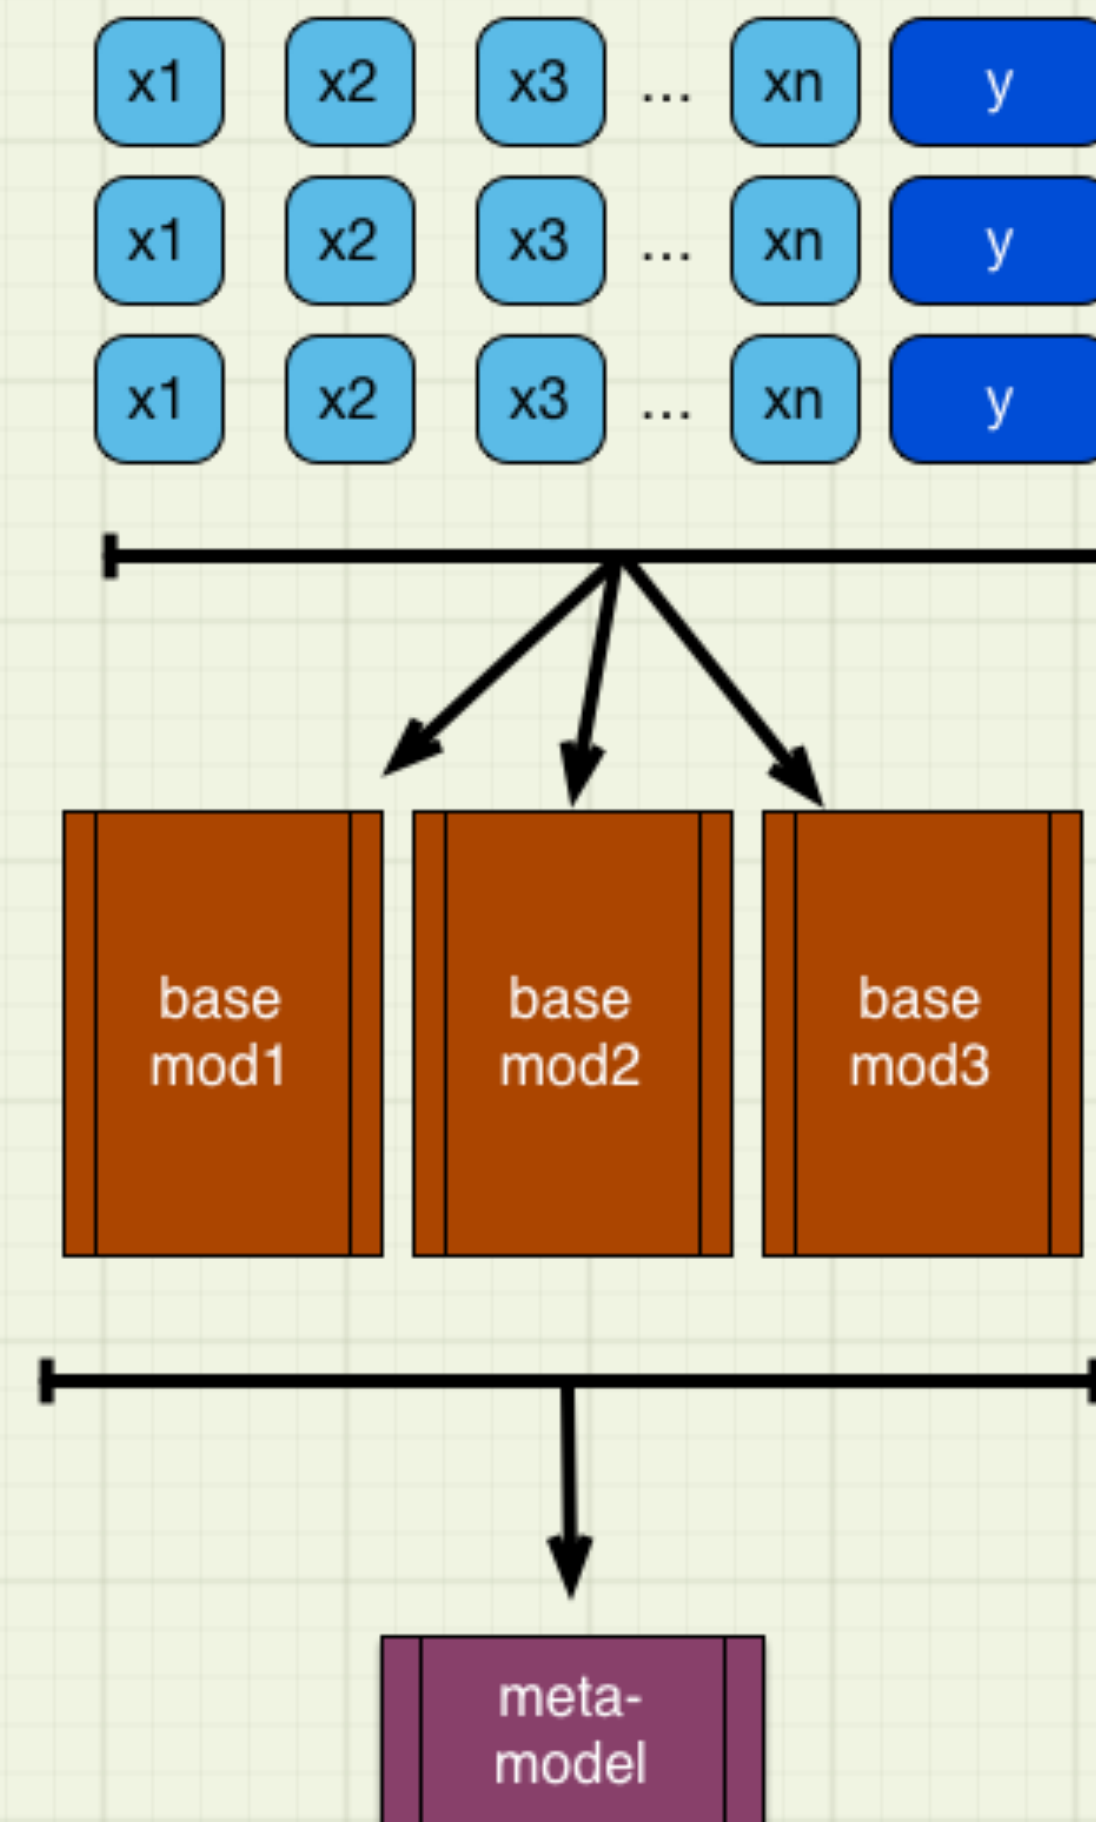 x1 x2 x3 ... xn y
x1 x2 x3 ... xn y
x1 x2 x3 ... xn y
base
mod1
base
mod2
base
mod3
meta-
model